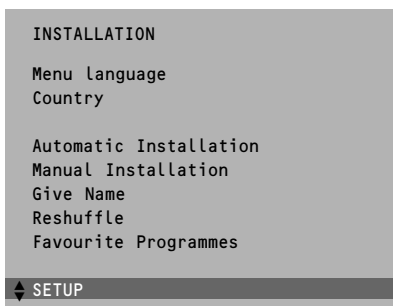 INSTALLATION
Menu language
Country
Automatic Installation
Manual Installation
Give Name
Reshuffle
Favourite Programmes
SETUP